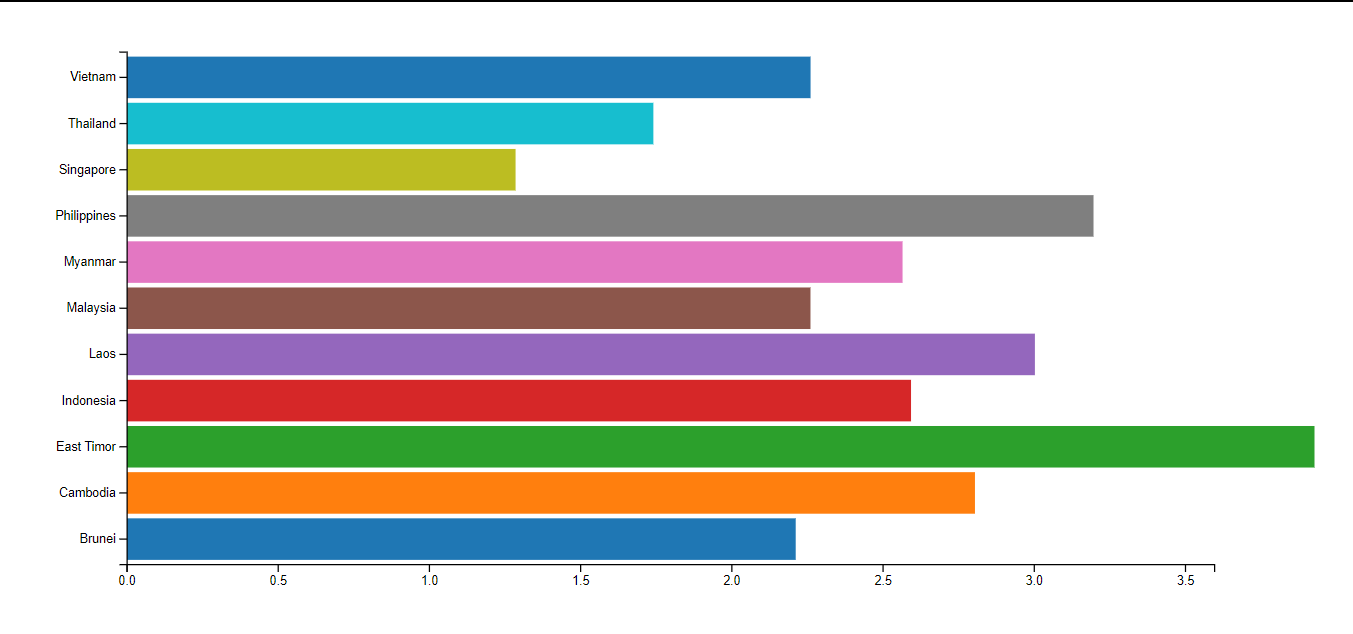 Vietnam
Thailand
Singapore
Philippines
Myanmar
Malaysia
Laos
Indonesia
East Timor
Cambodia
Brunei
0.0 0.5 1.0 1.5 2.0 2.5 3.0 3.5